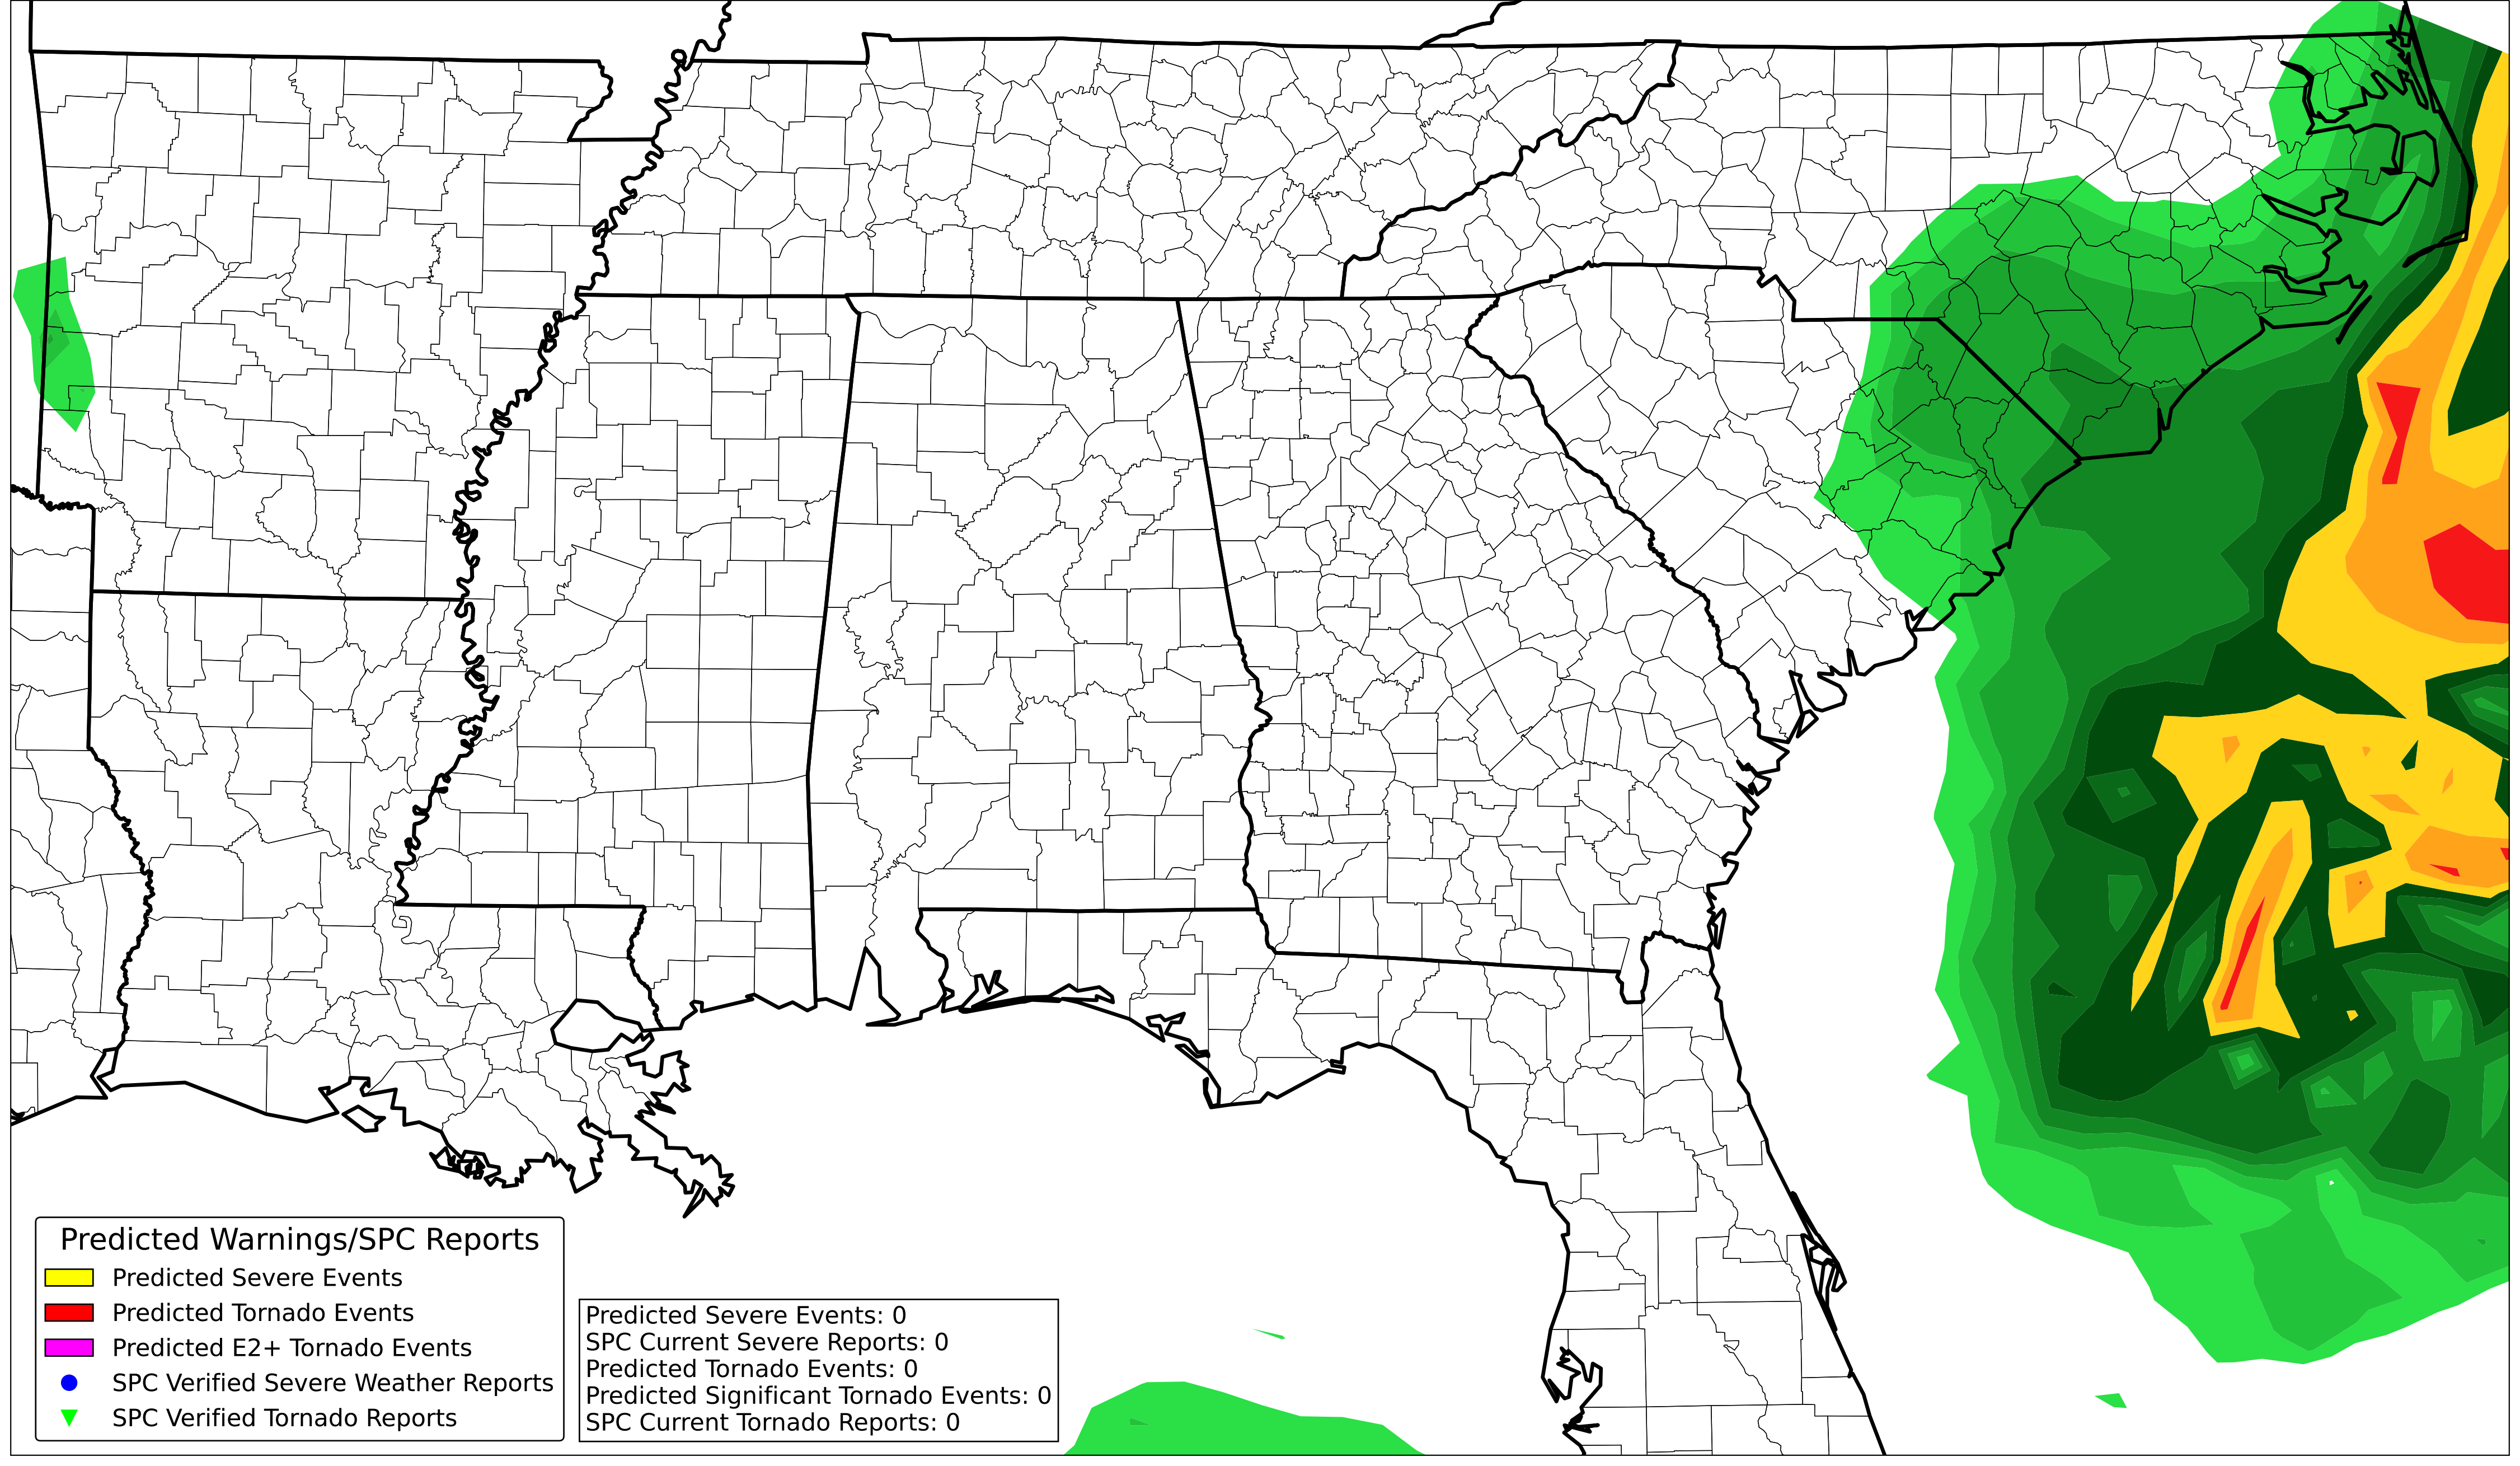 Predicted Warnings/SPC Reports
Predicted Severe Events
Predicted Tornado Events
Predicted E2+ Tornado Events
SPC Verified Severe Weather Reports
SPC Verified Tornado Reports
Predicted Severe Events: 0
SPC Current Severe Reports: 0
Predicted Tornado Events: 0
Predicted Significant Tornado Events: 0
SPC Current Tornado Reports: 0